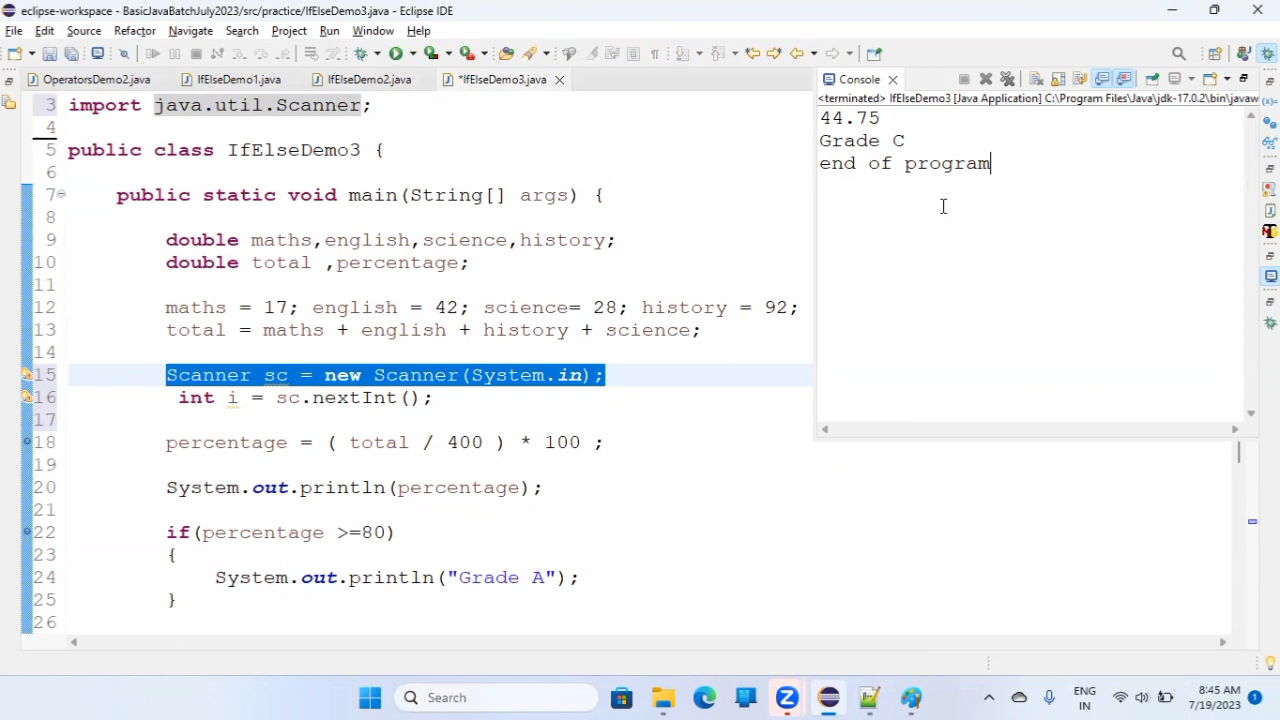 eclipse-workspace - BasicJavaBatchJuly2023/src/practice/IfElseDemo3.java - Eclipse IDE
File Edit Source Refactor Navigate Search Project Run Window Help
OperatorsDemo2.java IfElseDemo1.java IfElseDemo2.java *IfElseDemo3.java
Console
<terminated> IfElseDemo3 [Java Application] C:\Program Files\Java\jdk-17.0.2\bin\javaw
44.75
Grade C
end of program
3 import java.util.Scanner;
4
5 public class IfElseDemo3 {
6
7 public static void main(String[] args) {
8
9 double maths,english,science,history;
10 double total ,percentage;
11
12 maths = 17; english = 42; science= 28; history = 92;
13 total = maths + english + history + science;
14
15 Scanner sc = new Scanner(System.in);
16 int i = sc.nextInt();
17
18 percentage = ( total / 400 ) * 100 ;
19
20 System.out.println(percentage);
21
22 if(percentage >=80)
23 {
24 System.out.println("Grade A");
25 }
26
Search
ENG
IN
8:45 AM
7/19/2023
1